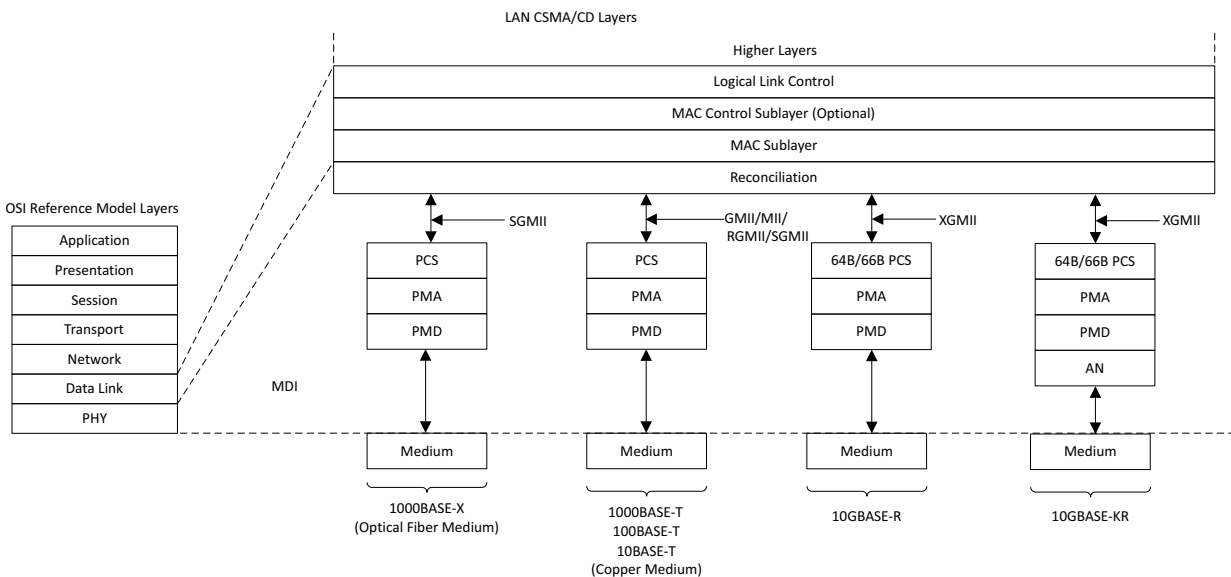 LAN CSMA/CD Layers
Higher Layers
Logical Link Control
MAC Control Sublayer (Optional)
MAC Sublayer
Reconciliation
OSI Reference Model Layers
Application
Presentation
Session
Transport
Network
Data Link
PHY
MDI
SGMII
PCS
PMA
PMD
Medium
1000BASE-X
(Optical Fiber Medium)
GMII/MII/
RGMII/SGMII
PCS
PMA
PMD
Medium
1000BASE-T
100BASE-T
10BASE-T
(Copper Medium)
XGMII
64B/66B PCS
PMA
PMD
Medium
10GBASE-R
XGMII
64B/66B PCS
PMA
PMD
AN
Medium
10GBASE-KR